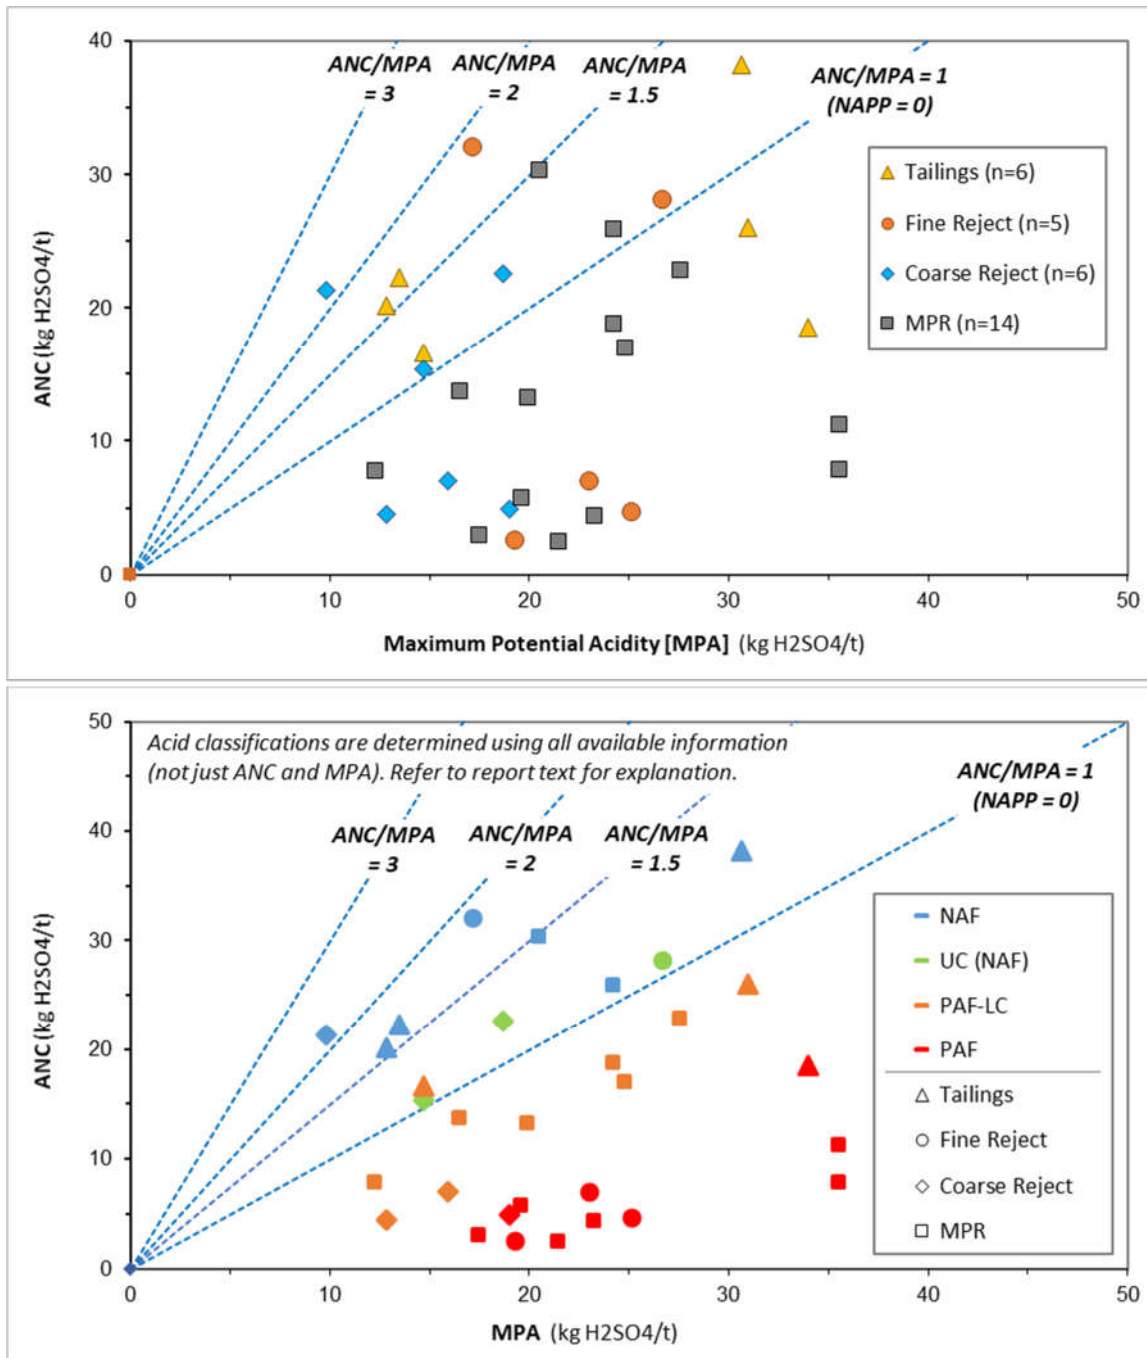 40
30
20
10
0
ANC (kg H2SO4/t)
ANC/MPA
= 3
ANC/MPA
= 2
ANC/MPA
= 1.5
ANC/MPA = 1
(NAPP = 0)
Tailings (n=6)
Fine Reject (n=5)
Coarse Reject (n=6)
MPR (n=14)
0 10 20 30 40 50
Maximum Potential Acidity [MPA] (kg H2SO4/t)
50
40
30
20
10
0
ANC (kg H2SO4/t)
Acid classifications are determined using all available information
(not just ANC and MPA). Refer to report text for explanation.
ANC/MPA
= 3
ANC/MPA
= 2
ANC/MPA
= 1.5
ANC/MPA = 1
(NAPP = 0)
NAF
UC (NAF)
PAF-LC
PAF
Tailings
Fine Reject
Coarse Reject
MPR
0 10 20 30 40 50
MPA (kg H2SO4/t)